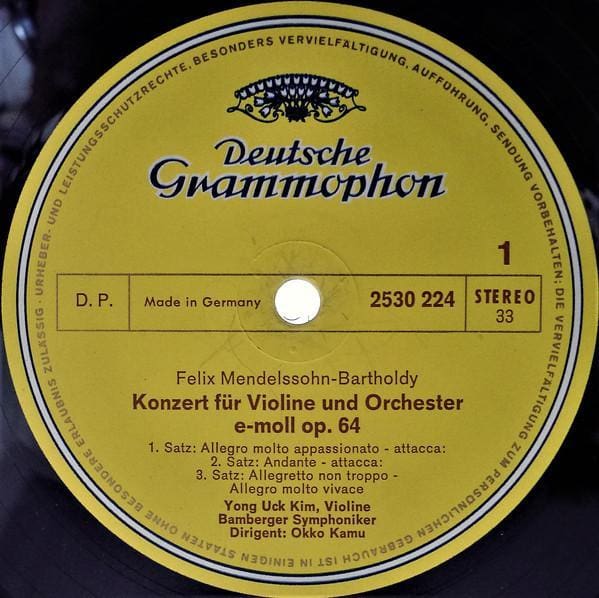 URHEBER- UND LEISTUNGSSCHUTZRECHTE, BESONDERS VERVIELFÄLTIGUNG, AUFFÜHRUNG, SENDUNG VORBEHALTEN; DIE VERVIELFÄLTIGUNG ZUM PERSÖNLICHEN GEBRAUCH IST IN EINIGEN STAATEN OHNE BESONDERE ERLAUBNIS ZULÄSSIG ·
Deutsche
Grammophon
1
D. P. Made in Germany 2530 224 STEREO
33
Felix Mendelssohn-Bartholdy
Konzert für Violine und Orchester
e-moll op. 64
1. Satz: Allegro molto appassionato - attacca:
2. Satz: Andante - attacca:
3. Satz: Allegretto non troppo -
Allegro molto vivace
Yong Uck Kim, Violine
Bamberger Symphoniker
Dirigent: Okko Kamu